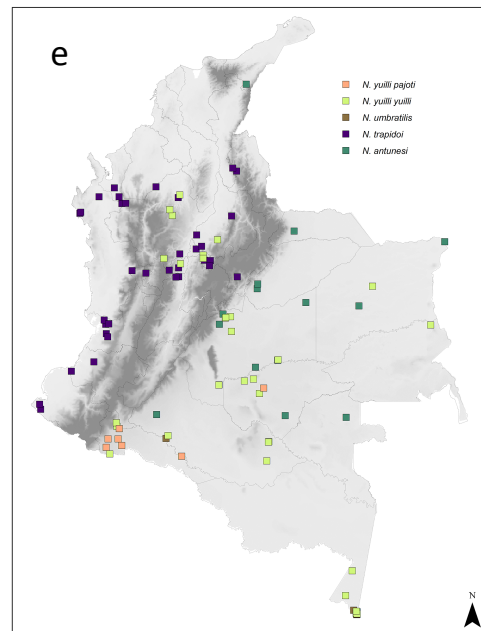 e
N. yuilli pajoti
N. yuilli yuilli
N. umbratilis
N. trapidoi
N. antunesi
N